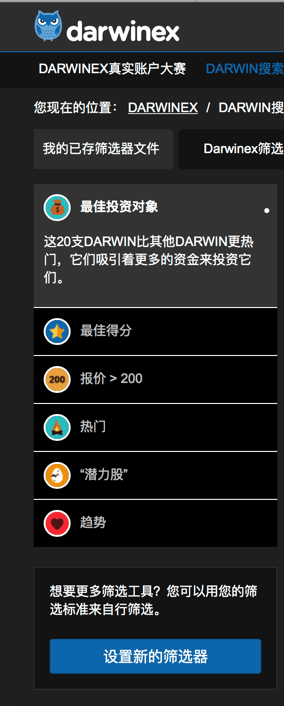 darwinex
DARWINEX真实账户大赛 DARWIN搜索
您现在的位置： DARWINEX / DARWIN搜
我的已存筛选器文件 Darwinex筛选
最佳投资对象
这20支DARWIN比其他DARWIN更热
门，它们吸引着更多的资金来投资它
们。
最佳得分
200 报价 > 200
热门
“潜力股”
趋势
想要更多筛选工具？您可以用您的筛
选标准来自行筛选。
设置新的筛选器